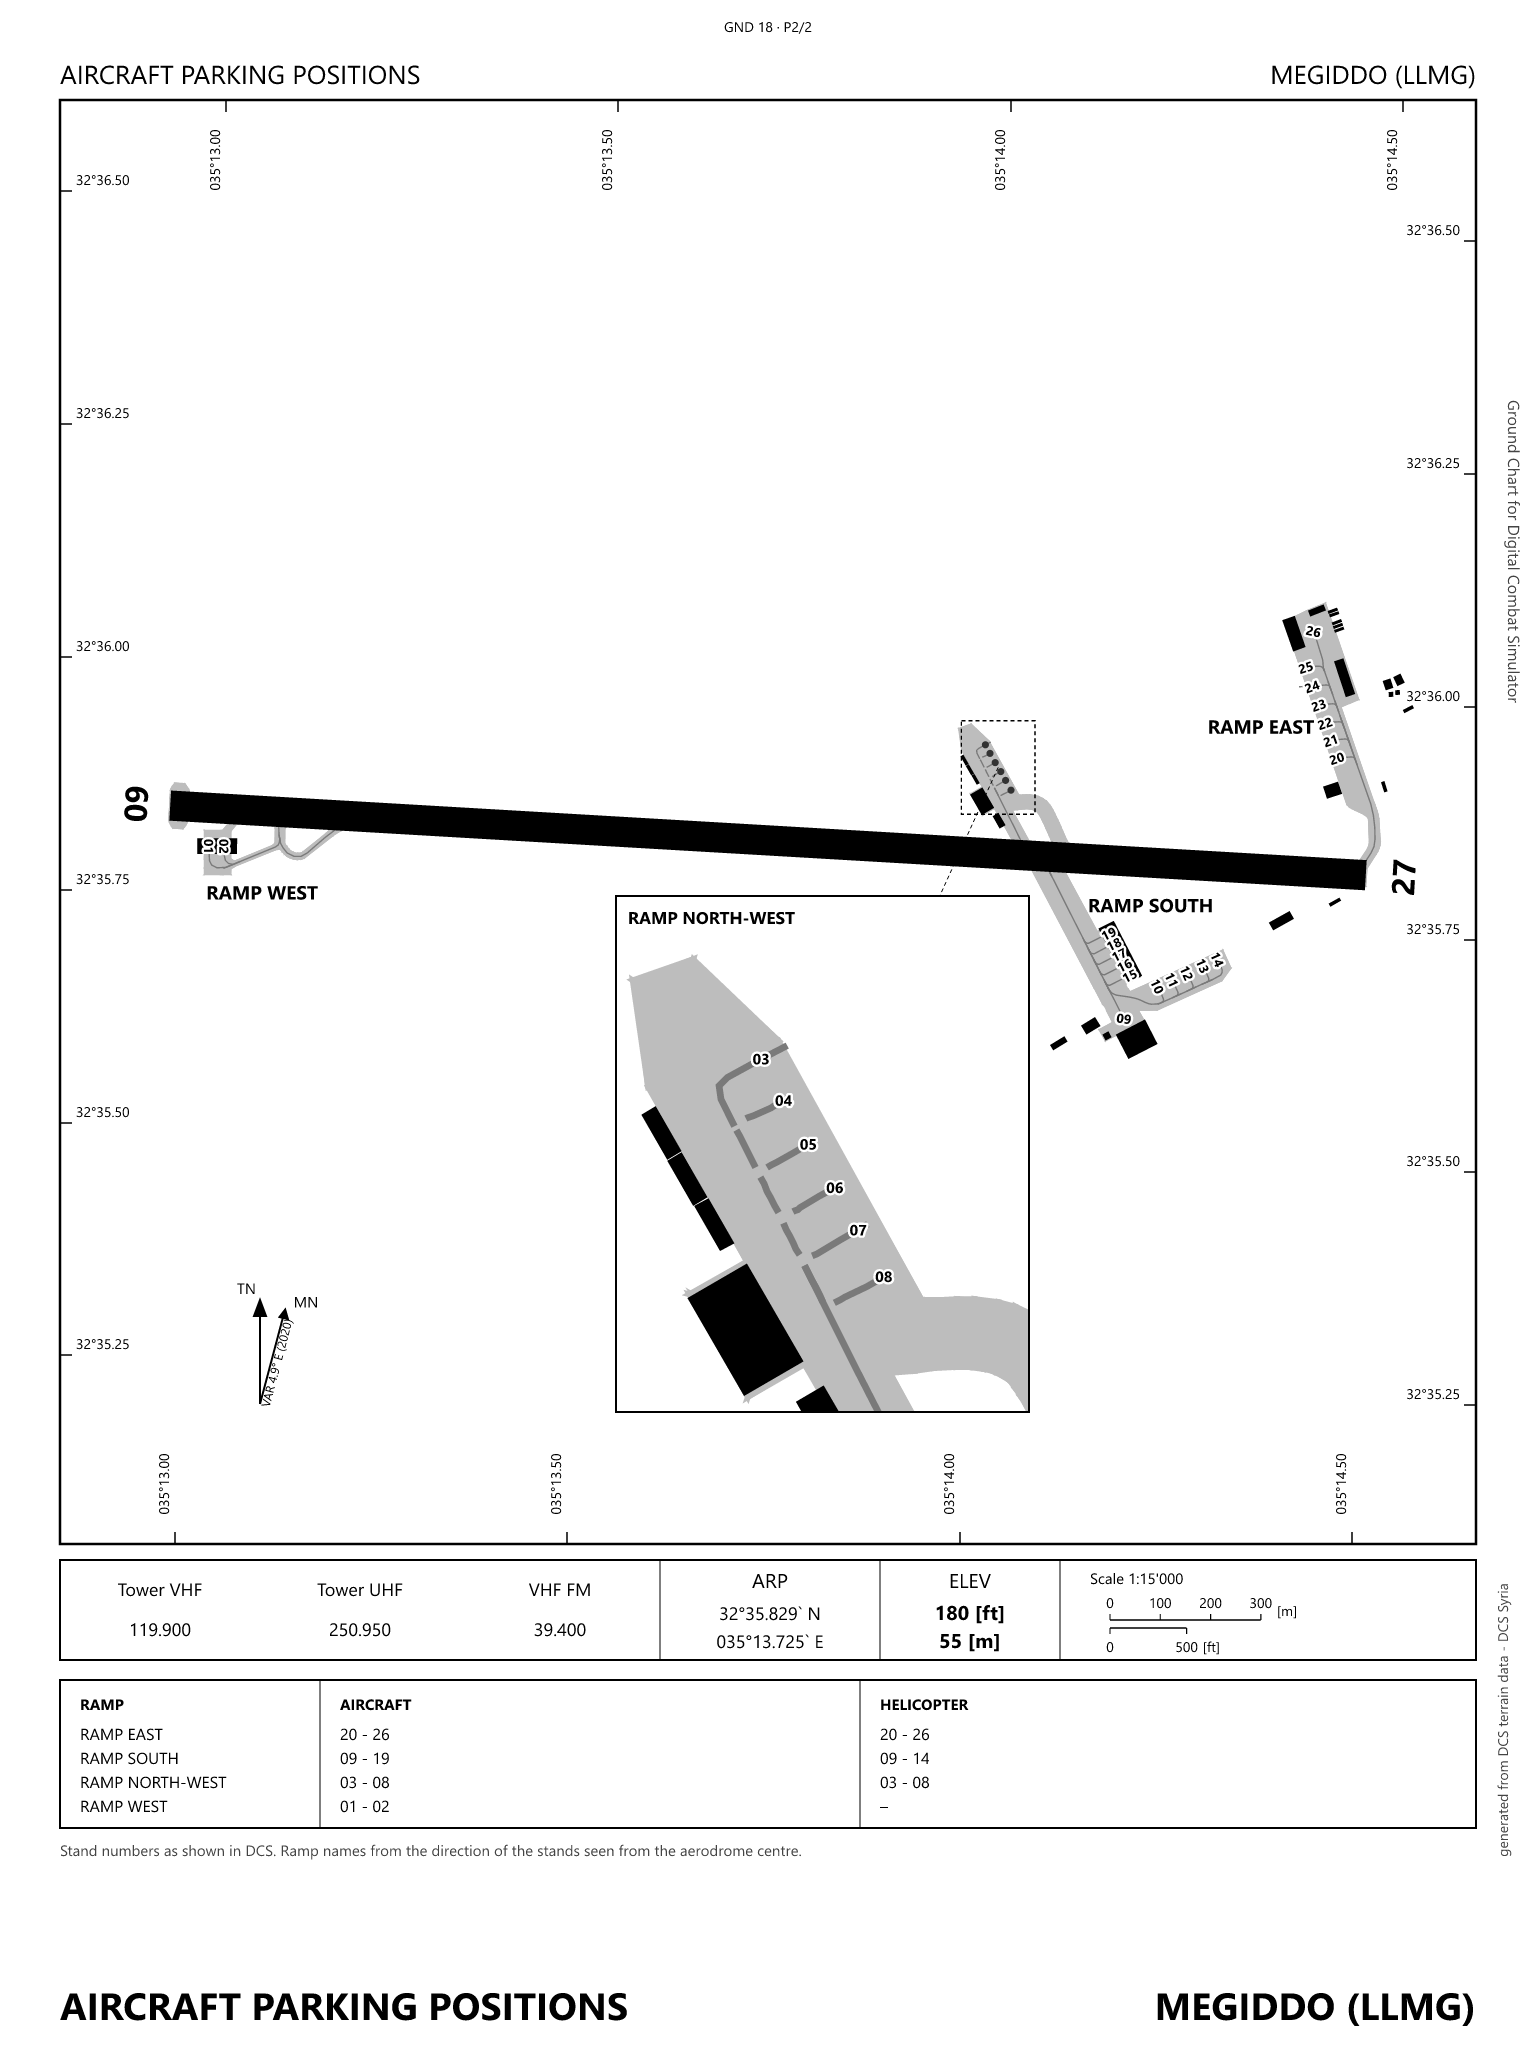 GND 18 · P2/2
AIRCRAFT PARKING POSITIONS
MEGIDDO (LLMG)
035°13.00
035°13.50
035°14.00
035°14.50
32°36.50
32°36.50
32°36.25
32°36.25
32°36.00
32°36.00
32°35.75
32°35.75
32°35.50
32°35.50
32°35.25
32°35.25
26
25
24
23
22
21
20
RAMP EAST
09
27
01
02
RAMP WEST
RAMP SOUTH
19
18
17
16
15
14
13
12
11
10
09
RAMP NORTH-WEST
03
04
05
06
07
08
TN
MN
VAR 4.9° E (2020)
035°13.00
035°13.50
035°14.00
035°14.50
Tower VHF
119.900
Tower UHF
250.950
VHF FM
39.400
ARP
32°35.829` N
035°13.725` E
ELEV
180 [ft]
55 [m]
Scale 1:15'000
0 100 200 300 [m]
0 500 [ft]
RAMP AIRCRAFT HELICOPTER
RAMP EAST 20 - 26 20 - 26
RAMP SOUTH 09 - 19 09 - 14
RAMP NORTH-WEST 03 - 08 03 - 08
RAMP WEST 01 - 02 –
Stand numbers as shown in DCS. Ramp names from the direction of the stands seen from the aerodrome centre.
Ground Chart for Digital Combat Simulator
generated from DCS terrain data - DCS Syria
AIRCRAFT PARKING POSITIONS
MEGIDDO (LLMG)